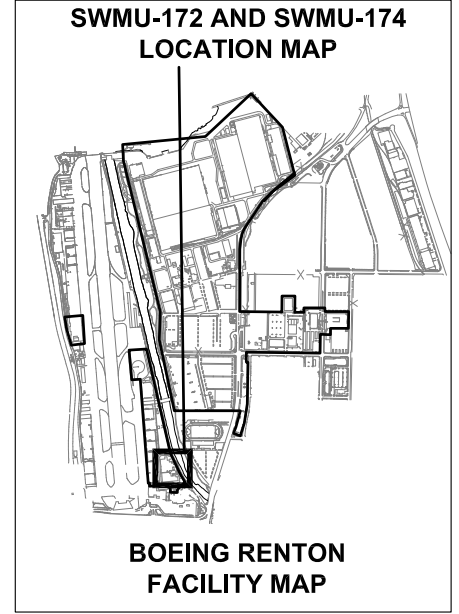 SWMU-172 AND SWMU-174
LOCATION MAP
BOEING RENTON
FACILITY MAP